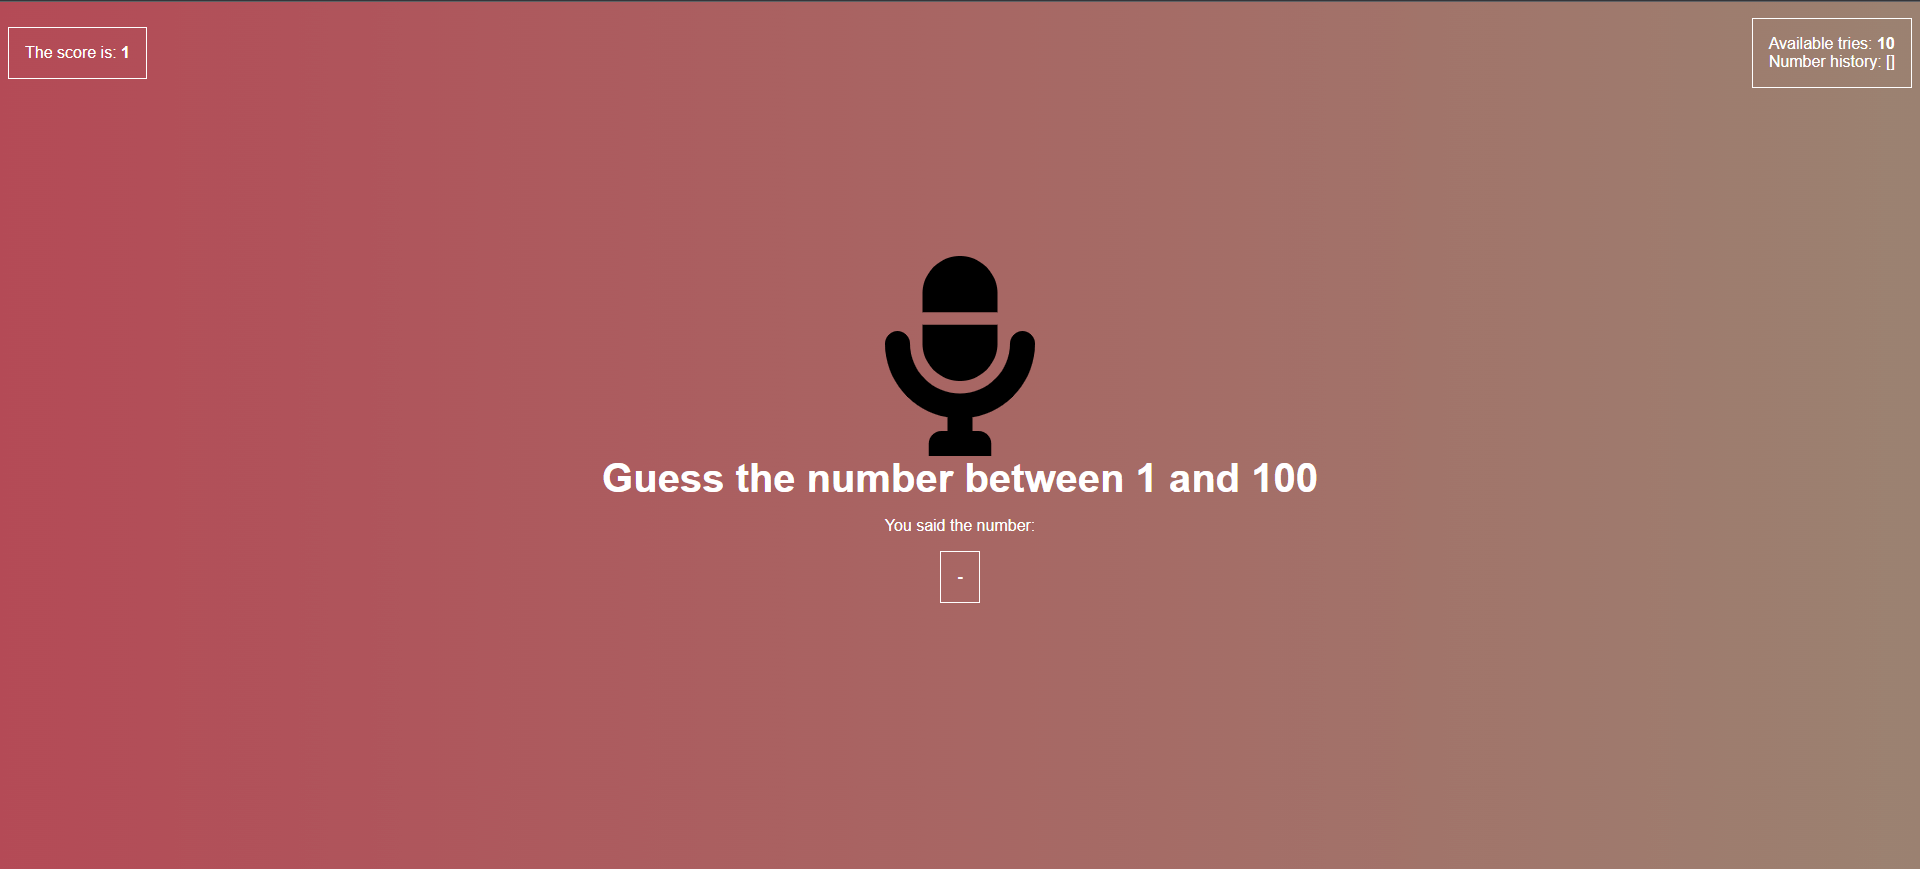 The score is: 1
Available tries: 10
Number history: []
Guess the number between 1 and 100
You said the number:
-